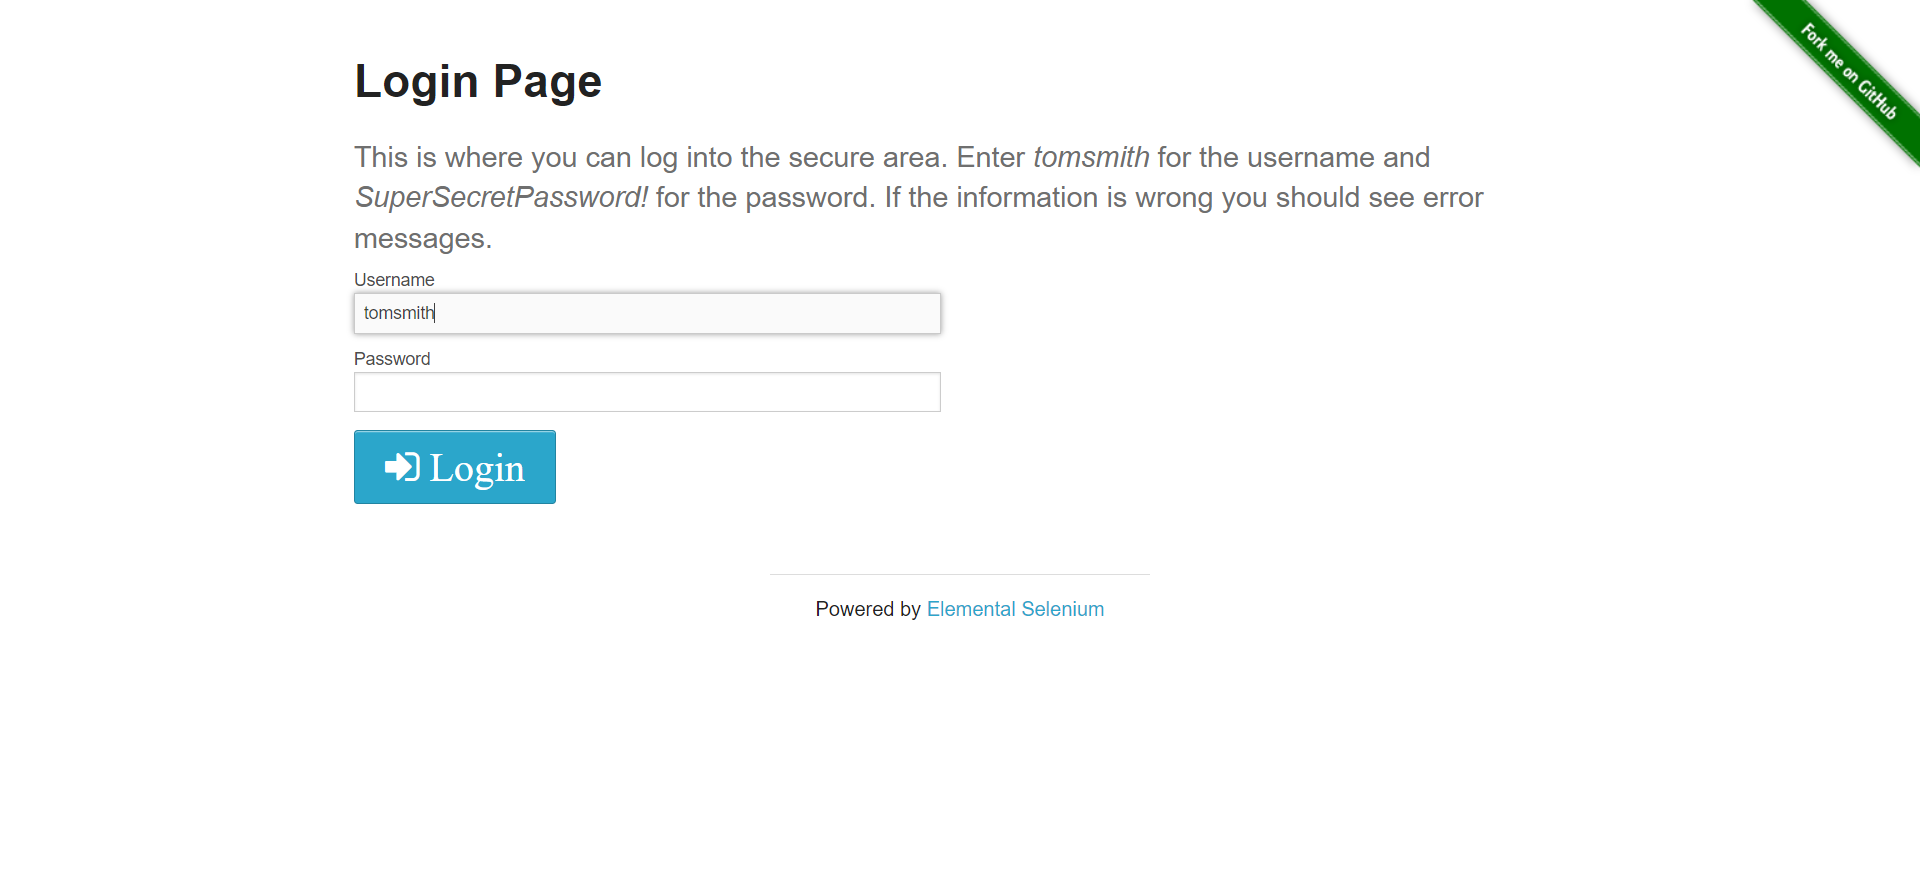 Fork me on GitHub
Login Page
This is where you can log into the secure area. Enter tomsmith for the username and
SuperSecretPassword! for the password. If the information is wrong you should see error
messages.
Username
tomsmith
Password
Login
Powered by Elemental Selenium